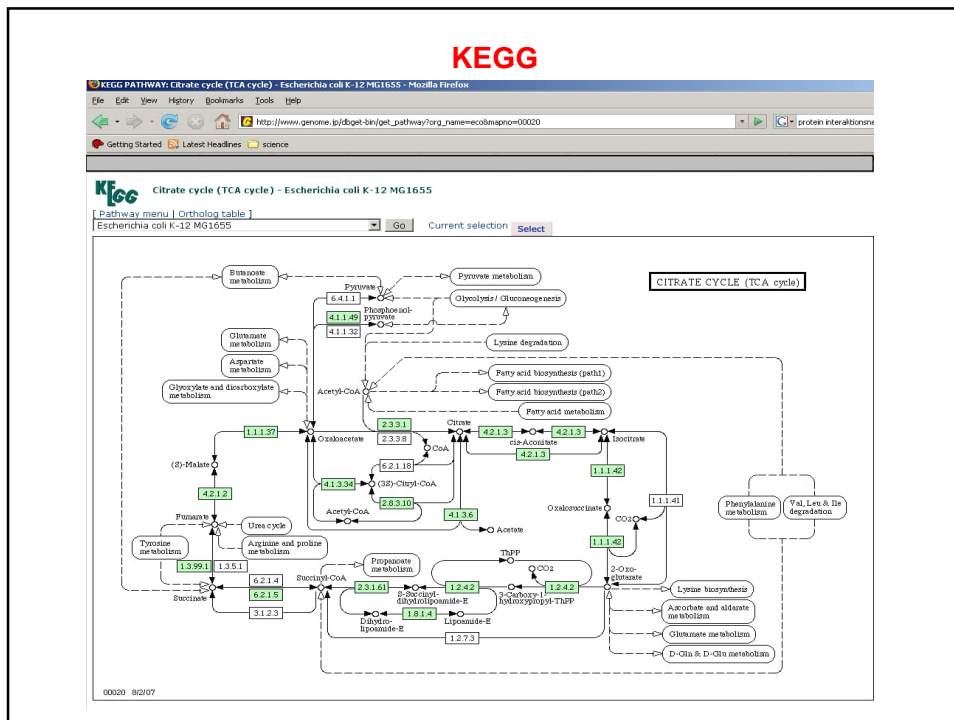 KEGG
KEGG PATHWAY: Citrate cycle (TCA cycle) - Escherichia coli K-12 MG1655 - Mozilla Firefox
File Edit View History Bookmarks Tools Help
http://www.genome.jp/dbget-bin/get_pathway?org_name=eco&mapno=00020
protein interaktionsne
Getting Started Latest Headlines science
KEGG Citrate cycle (TCA cycle) - Escherichia coli K-12 MG1655
[ Pathway menu | Ortholog table ]
Escherichia coli K-12 MG1655 Go Current selection Select
CITRATE CYCLE (TCA cycle)
Butanoate
metabolism
Pyruvate metabolism
Pyruvate
6.4.1.1
Glycolysis / Gluconeogenesis
4.1.1.49
Phosphoenol-
pyruvate
4.1.1.32
Glutamate
metabolism
Lysine degradation
Aspartate
metabolism
Fatty acid biosynthesis (path1)
Glyoxylate and dicarboxylate
metabolism
Acetyl-CoA
Fatty acid biosynthesis (path2)
Fatty acid metabolism
1.1.1.37
Oxaloacetate
2.3.3.1
2.3.3.8
Citrate
CoA
4.2.1.3
cis-Aconitate
4.2.1.3
Isocitrate
4.2.1.3
(S)-Malate
6.2.1.18
1.1.1.42
4.1.3.34
(3S)-Citryl-CoA
4.2.1.2
2.8.3.10
1.1.1.41
Acetyl-CoA
4.1.3.6
Oxalosuccinate
CO2
Phenylalanine
metabolism
Val, Leu & Ile
degradation
Fumarate
Urea cycle
Acetate
Tyrosine
metabolism
Arginine and proline
metabolism
1.1.1.42
ThPP
1.3.99.1
1.3.5.1
Propanoate
metabolism
CO2
2-Oxo-
glutarate
6.2.1.4
Succinyl-CoA
6.2.1.5
Succinate
2.3.1.61
S-Succinyl-
dihydrolipoamide-E
1.2.4.2
3-Carboxy-1-
hydroxypropyl-ThPP
1.2.4.2
Lysine biosynthesis
3.1.2.3
Dihydro-
lipoamide-E
1.8.1.4
Lipoamide-E
Ascorbate and aldarate
metabolism
1.2.7.3
Glutamate metabolism
D-Gln & D-Glu metabolism
00020 8/2/07